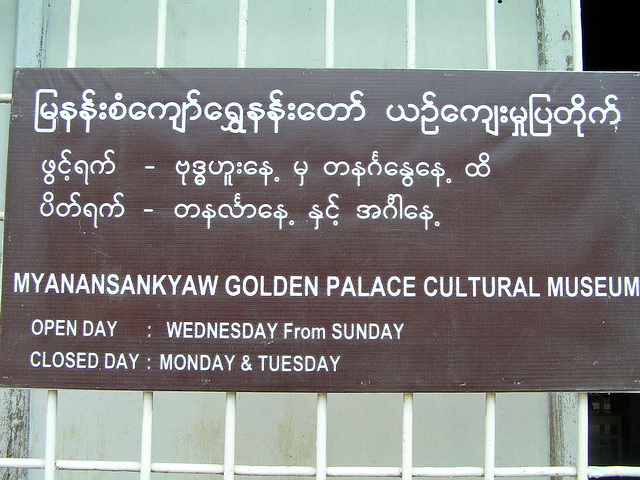 မြနန်းစံကျော်ရွှေနန်းတော် ယဉ်ကျေးမှုပြတိုက်
ဖွင့်ရက် - ဗုဒ္ဓဟူးနေ့ မှ တနင်္ဂနွေနေ့ ထိ
ပိတ်ရက် - တနင်္လာနေ့ နှင့် အင်္ဂါနေ့
MYANANSANKYAW GOLDEN PALACE CULTURAL MUSEUM
OPEN DAY : WEDNESDAY From SUNDAY
CLOSED DAY : MONDAY & TUESDAY